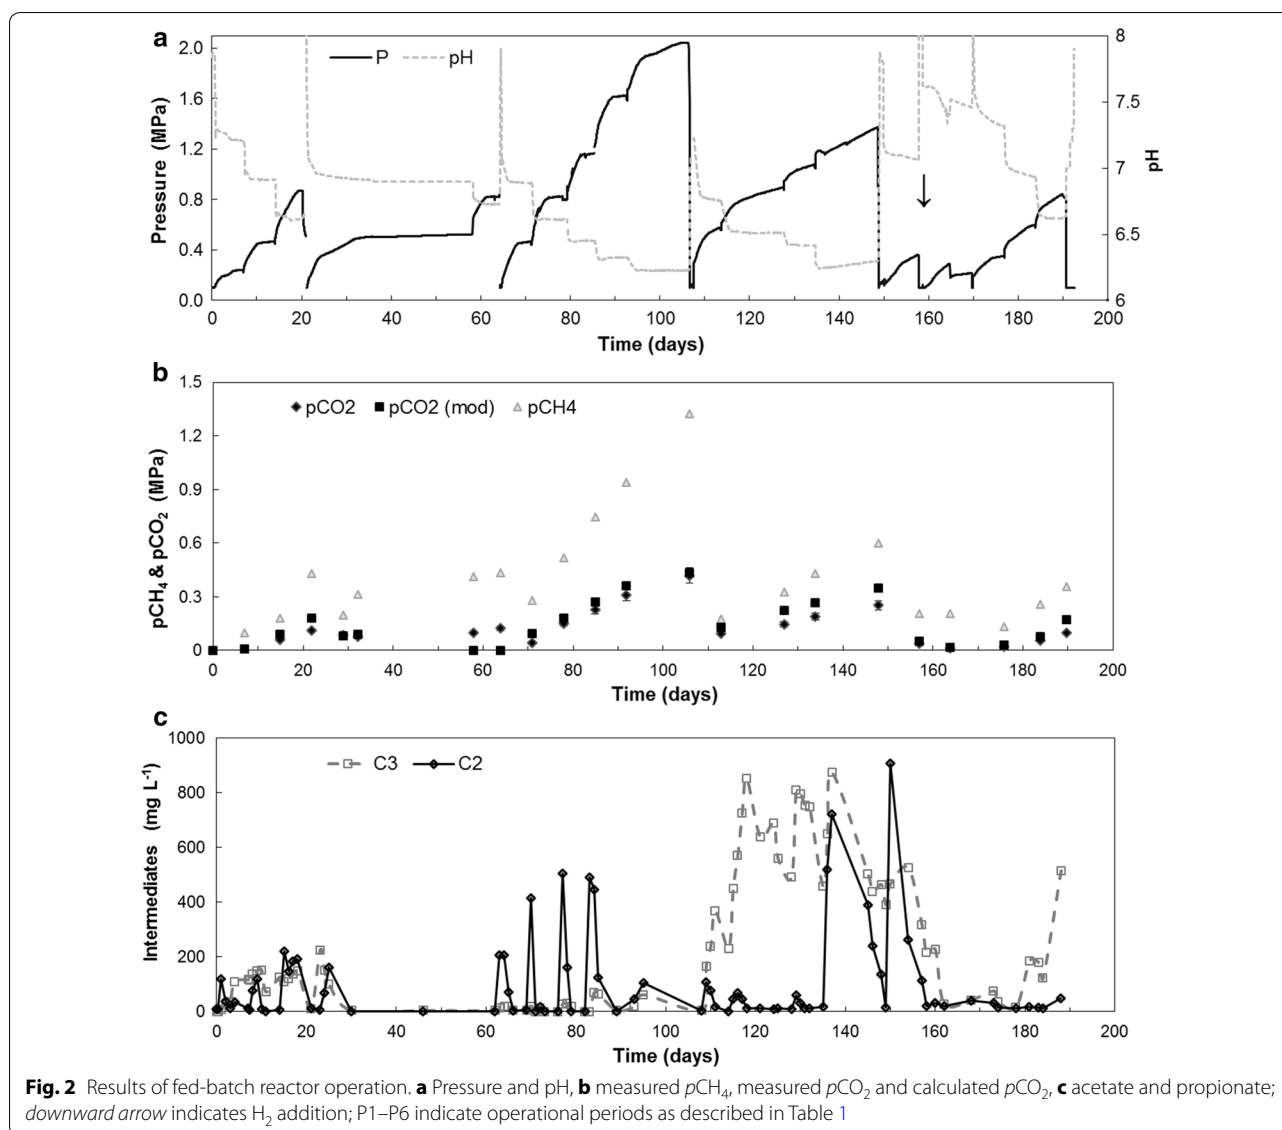 a
P pH
2.0
1.6
1.2
0.8
0.4
0.0
Pressure (MPa)
8
7.5
7
6.5
6
pH
0 20 40 60 80 100 120 140 160 180 200
Time (days)
b
pCO2 pCO2 (mod) pCH4
1.5
1.2
0.9
0.6
0.3
0
pCH4 & pCO2 (MPa)
0 20 40 60 80 100 120 140 160 180 200
Time (days)
c
C3 C2
1000
800
600
400
200
0
Intermediates (mg L-1)
0 20 40 60 80 100 120 140 160 180 200
Time (days)
Fig. 2 Results of fed-batch reactor operation. a Pressure and pH, b measured pCH4, measured pCO2 and calculated pCO2, c acetate and propionate;
downward arrow indicates H2 addition; P1–P6 indicate operational periods as described in Table 1